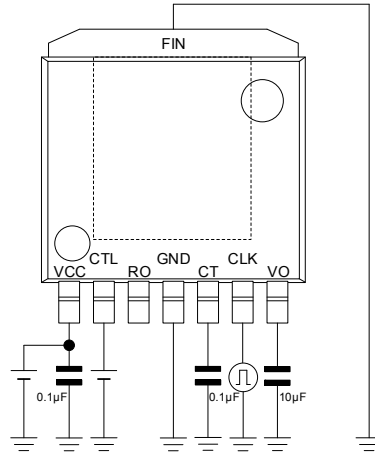 FIN
CTL GND CLK
VCC RO CT VO
0.1µF 0.1µF 10µF